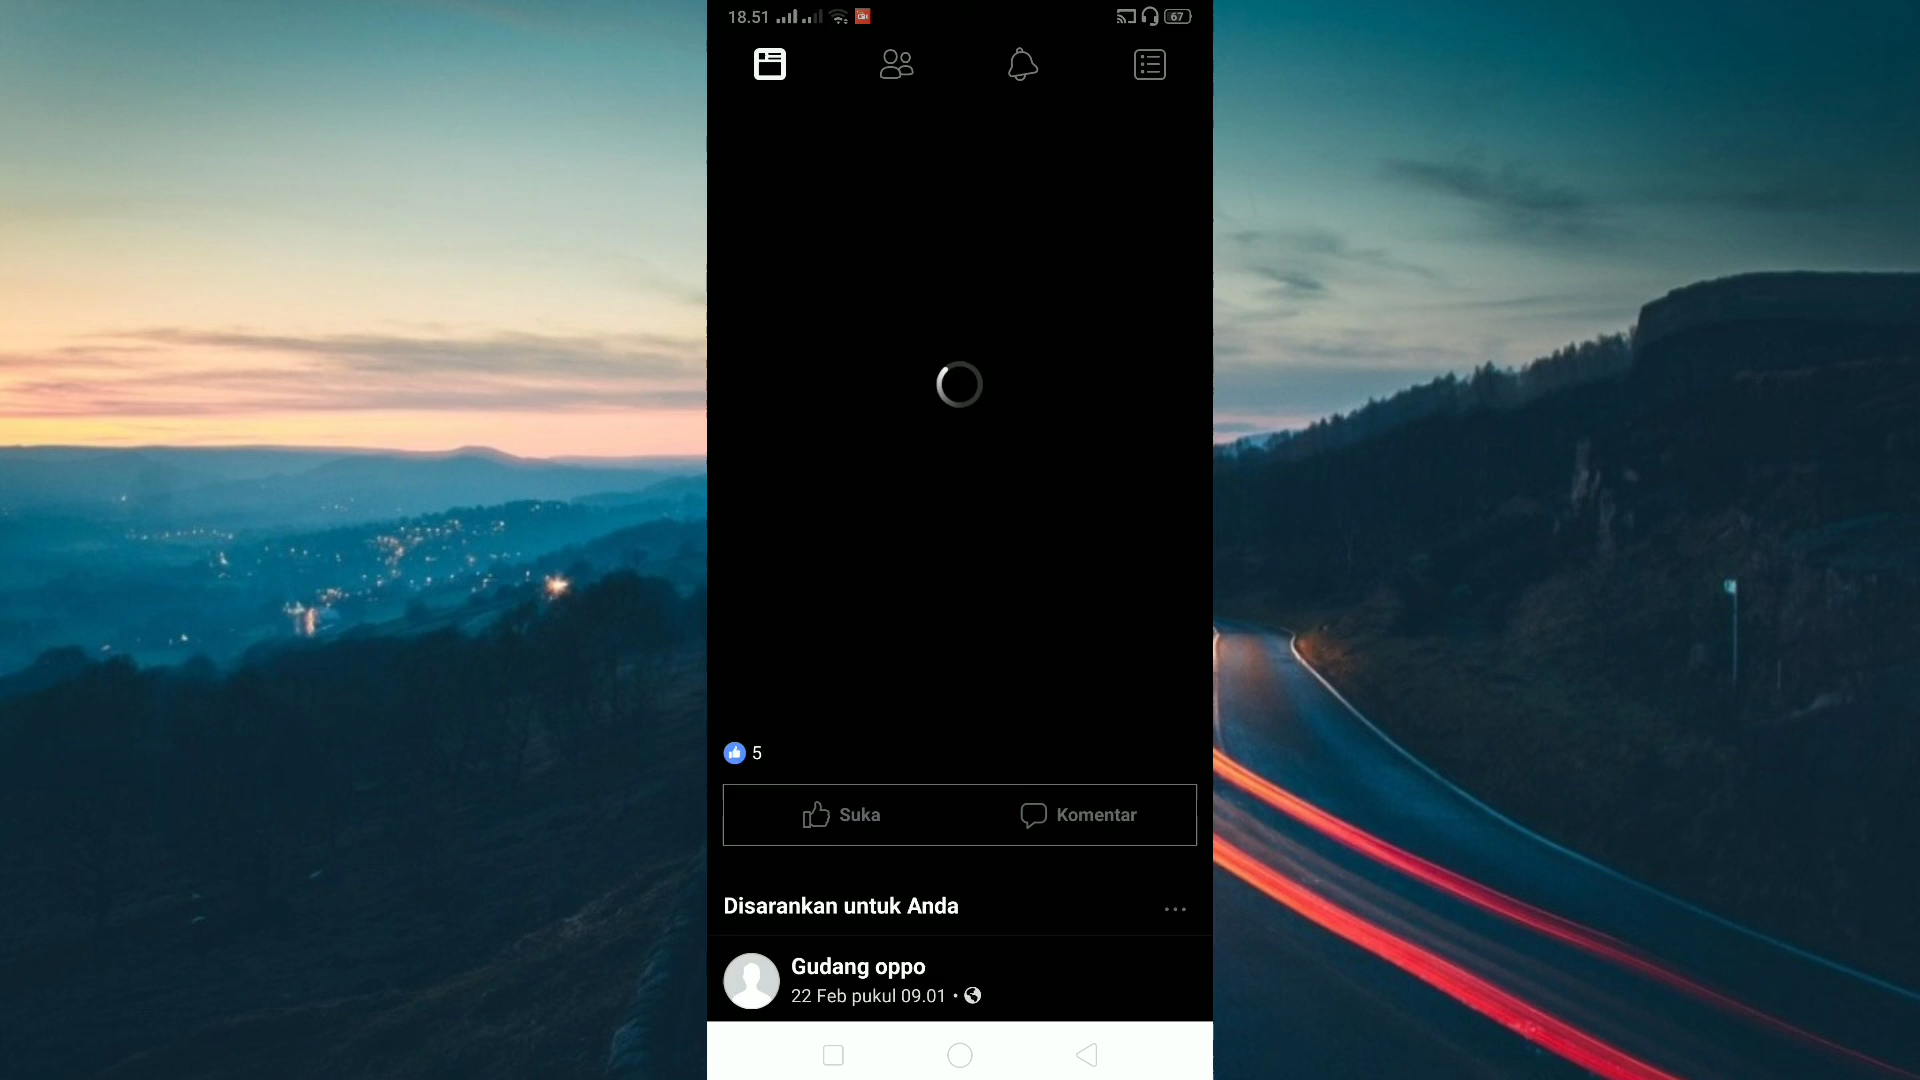 18.51
67
5
Suka
Komentar
Disarankan untuk Anda
Gudang oppo
22 Feb pukul 09.01